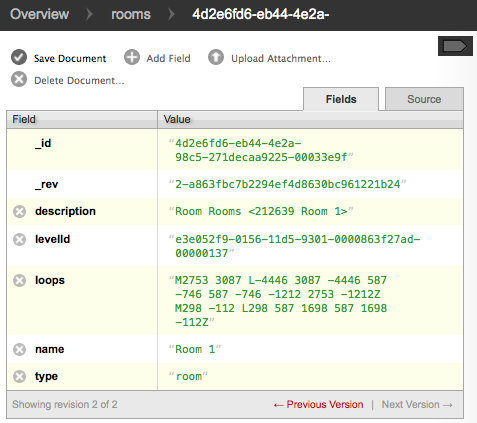 Overview rooms 4d2e6fd6-eb44-4e2a-
Save Document Add Field Upload Attachment...
Delete Document...
Fields Source
Field Value
_id "4d2e6fd6-eb44-4e2a-
98c5-271decaa9225-00033e9f"
_rev "2-a863fbc7b2294ef4d8630bc961221b24"
description "Room Rooms <212639 Room 1>"
levelId "e3e052f9-0156-11d5-9301-0000863f27ad-
00000137"
loops "M2753 3087 L-4446 3087 -4446 587
-746 587 -746 -1212 2753 -1212Z
M298 -112 L298 587 1698 587 1698
-112Z"
name "Room 1"
type "room"
Showing revision 2 of 2 ← Previous Version | Next Version →